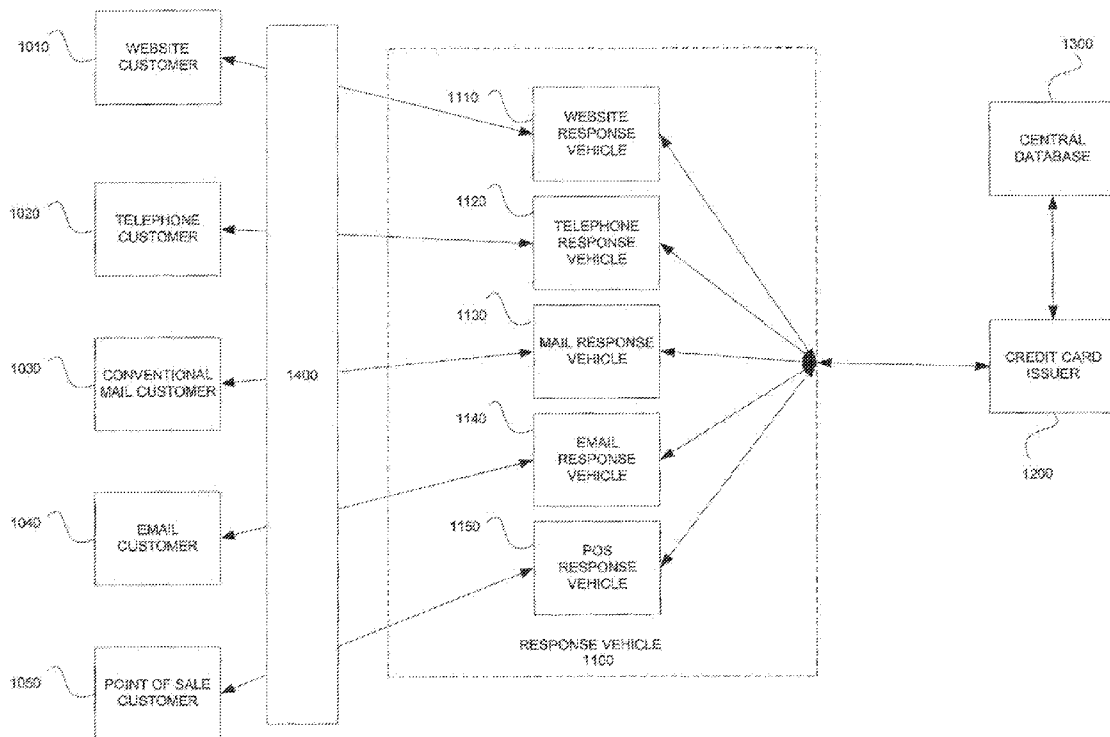 1010
WEBSITE
CUSTOMER
1020
TELEPHONE
CUSTOMER
1030
CONVENTIONAL
MAIL CUSTOMER
1040
EMAIL
CUSTOMER
1050
POINT OF SALE
CUSTOMER
1400
1110
WEBSITE
RESPONSE
VEHICLE
1120
TELEPHONE
RESPONSE
VEHICLE
1130
MAIL RESPONSE
VEHICLE
1140
EMAIL
RESPONSE
VEHICLE
1150
POS
RESPONSE
VEHICLE
RESPONSE VEHICLE
1100
1300
CENTRAL
DATABASE
CREDIT CARD
ISSUER
1200